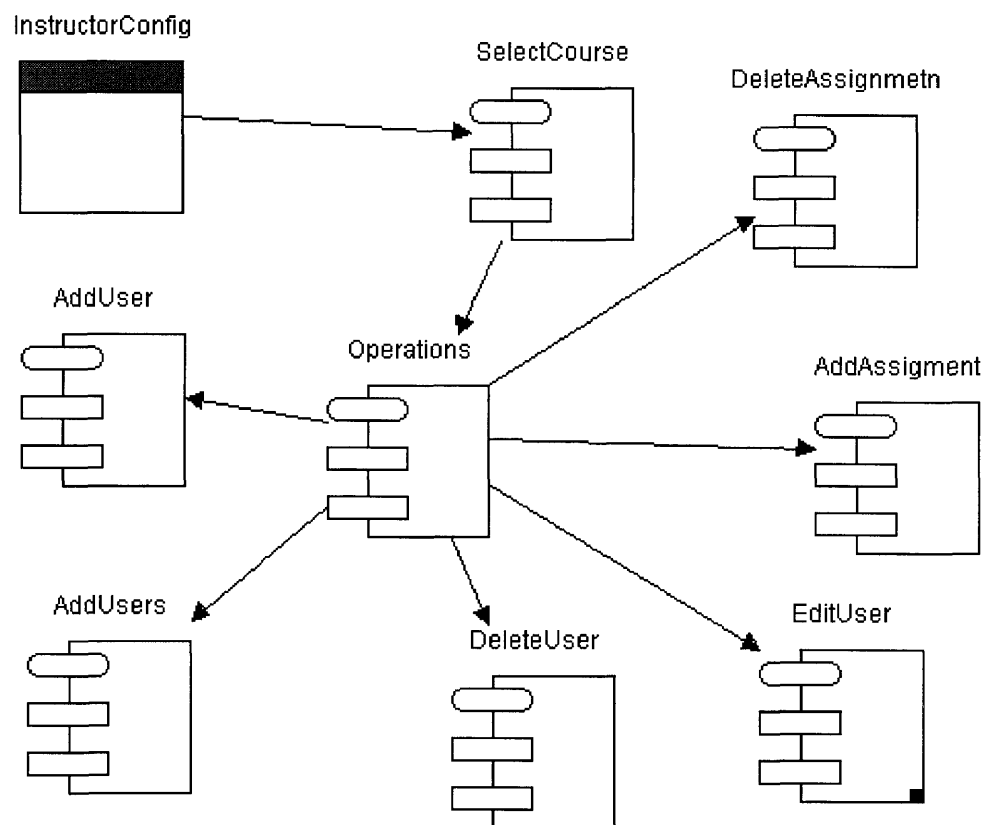 InstructorConfig
SelectCourse
DeleteAssignmetn
AddUser
Operations
AddAssigment
AddUsers
DeleteUser
EditUser